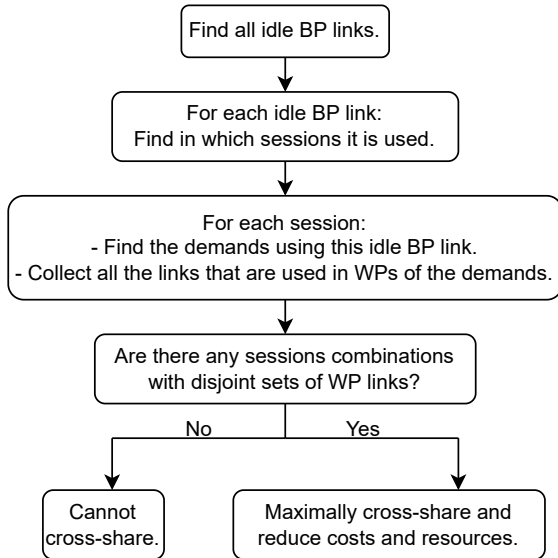 Find all idle BP links.
For each idle BP link:
Find in which sessions it is used.
For each session:
- Find the demands using this idle BP link.
- Collect all the links that are used in WPs of the demands.
Are there any sessions combinations
with disjoint sets of WP links?
No
Yes
Cannot
cross-share.
Maximally cross-share and
reduce costs and resources.